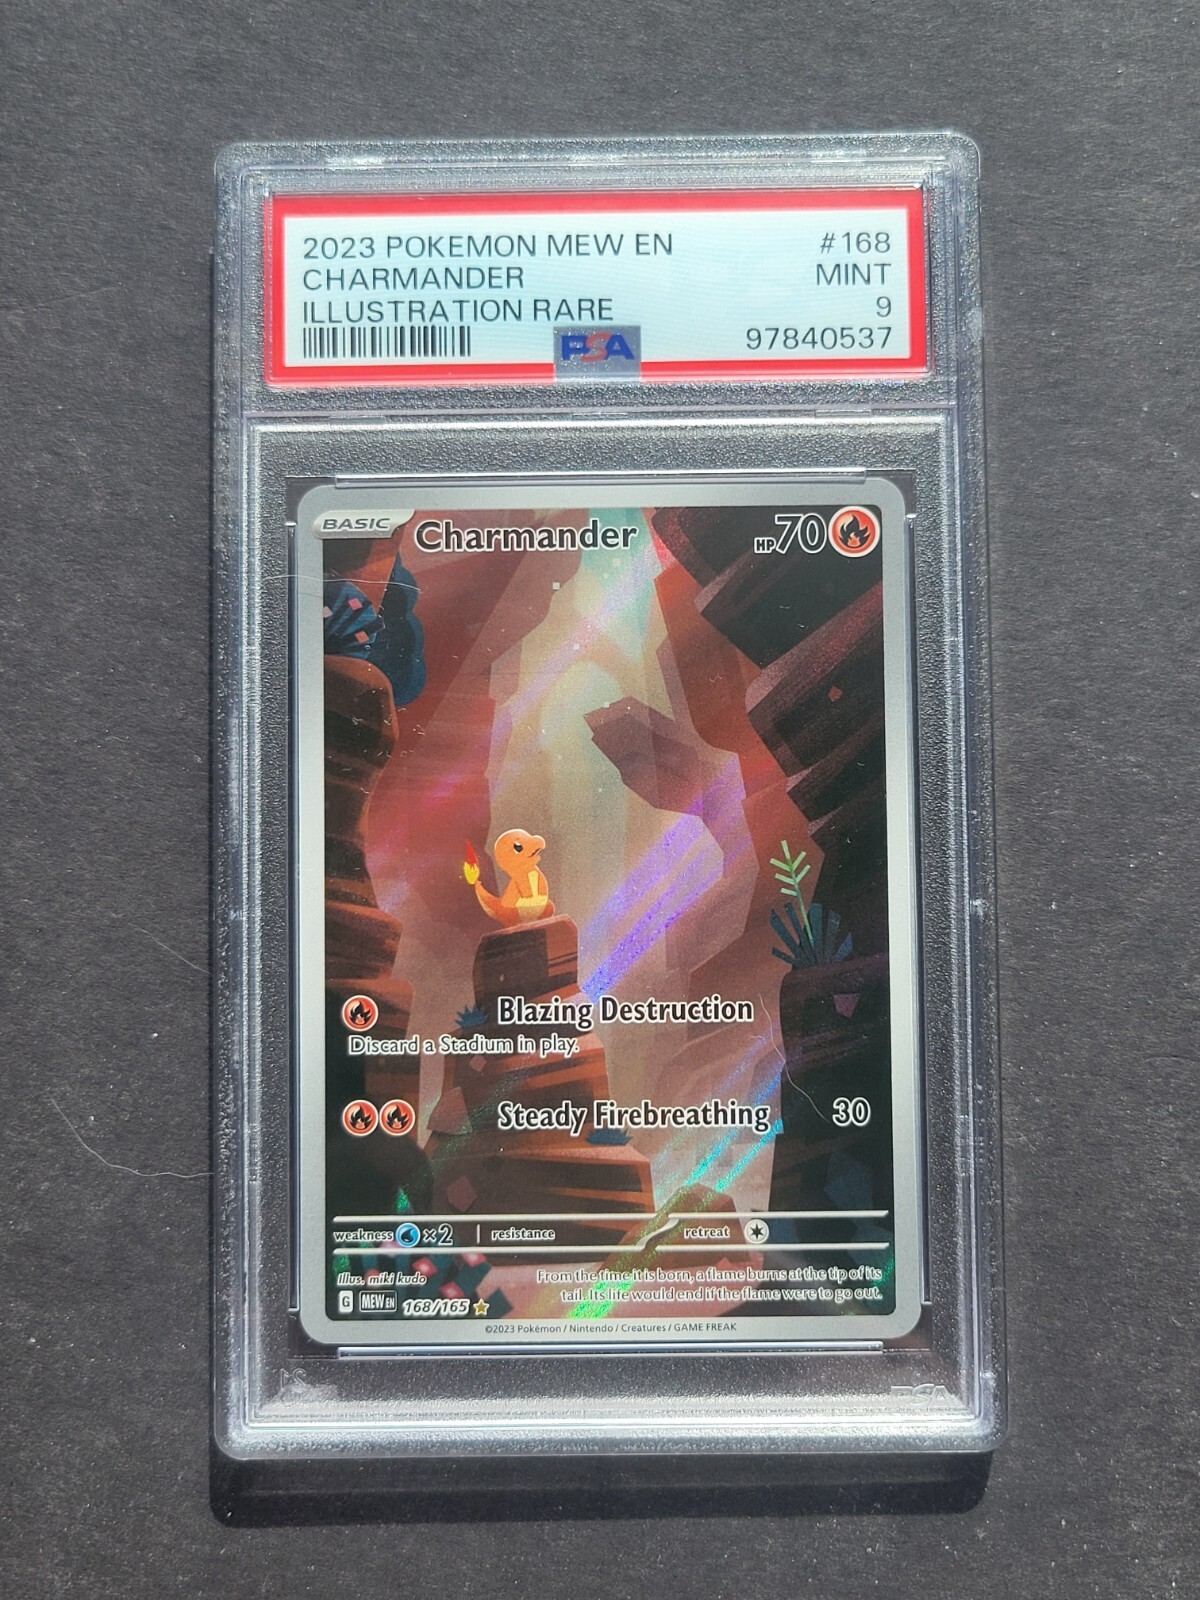 2023 POKEMON MEW EN #168
CHARMANDER MINT
ILLUSTRATION RARE 9
PSA 97840537
BASIC Charmander HP 70
Blazing Destruction
Discard a Stadium in play.
Steady Firebreathing 30
weakness ×2 resistance retreat
Illus. miki kudo
From the time it is born, a flame burns at the tip of its
tail. Its life would end if the flame were to go out.
G MEW EN 168/165
©2023 Pokémon / Nintendo / Creatures / GAME FREAK
PSA